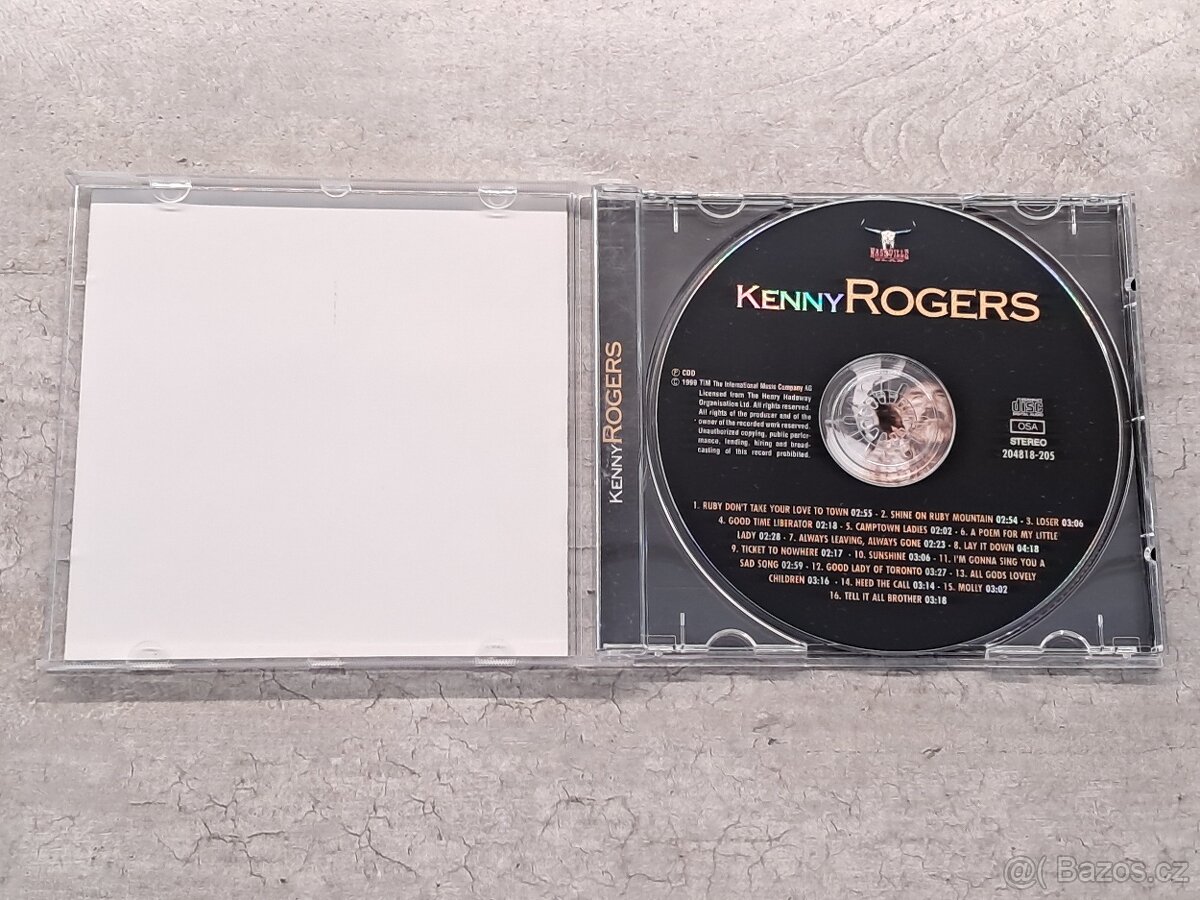 KENNYROGERS
NASHVILLE
KENNYROGERS
℗ CDD
© 1999 TIM The International Music Company AG
Licensed from The Henry Hadaway
Organisation Ltd. All rights reserved.
All rights of the producer and of the
owner of the recorded work reserved.
Unauthorized copying, public perfor-
mance, lending, hiring and broad-
casting of this record prohibited.
disc
OSA
STEREO
204818-205
1. RUBY DON'T TAKE YOUR LOVE TO TOWN 02:55 · 2. SHINE ON RUBY MOUNTAIN 02:54 · 3. LOSER 03:06
4. GOOD TIME LIBERATOR 02:18 · 5. CAMPTOWN LADIES 02:02 · 6. A POEM FOR MY LITTLE
LADY 02:28 · 7. ALWAYS LEAVING, ALWAYS GONE 02:23 · 8. LAY IT DOWN 04:18
9. TICKET TO NOWHERE 02:17 · 10. SUNSHINE 03:06 · 11. I'M GONNA SING YOU A
SAD SONG 02:59 · 12. GOOD LADY OF TORONTO 03:27 · 13. ALL GODS LOVELY
CHILDREN 03:16 · 14. HEED THE CALL 03:14 · 15. MOLLY 03:02
16. TELL IT ALL BROTHER 03:18
@( Bazos.cz